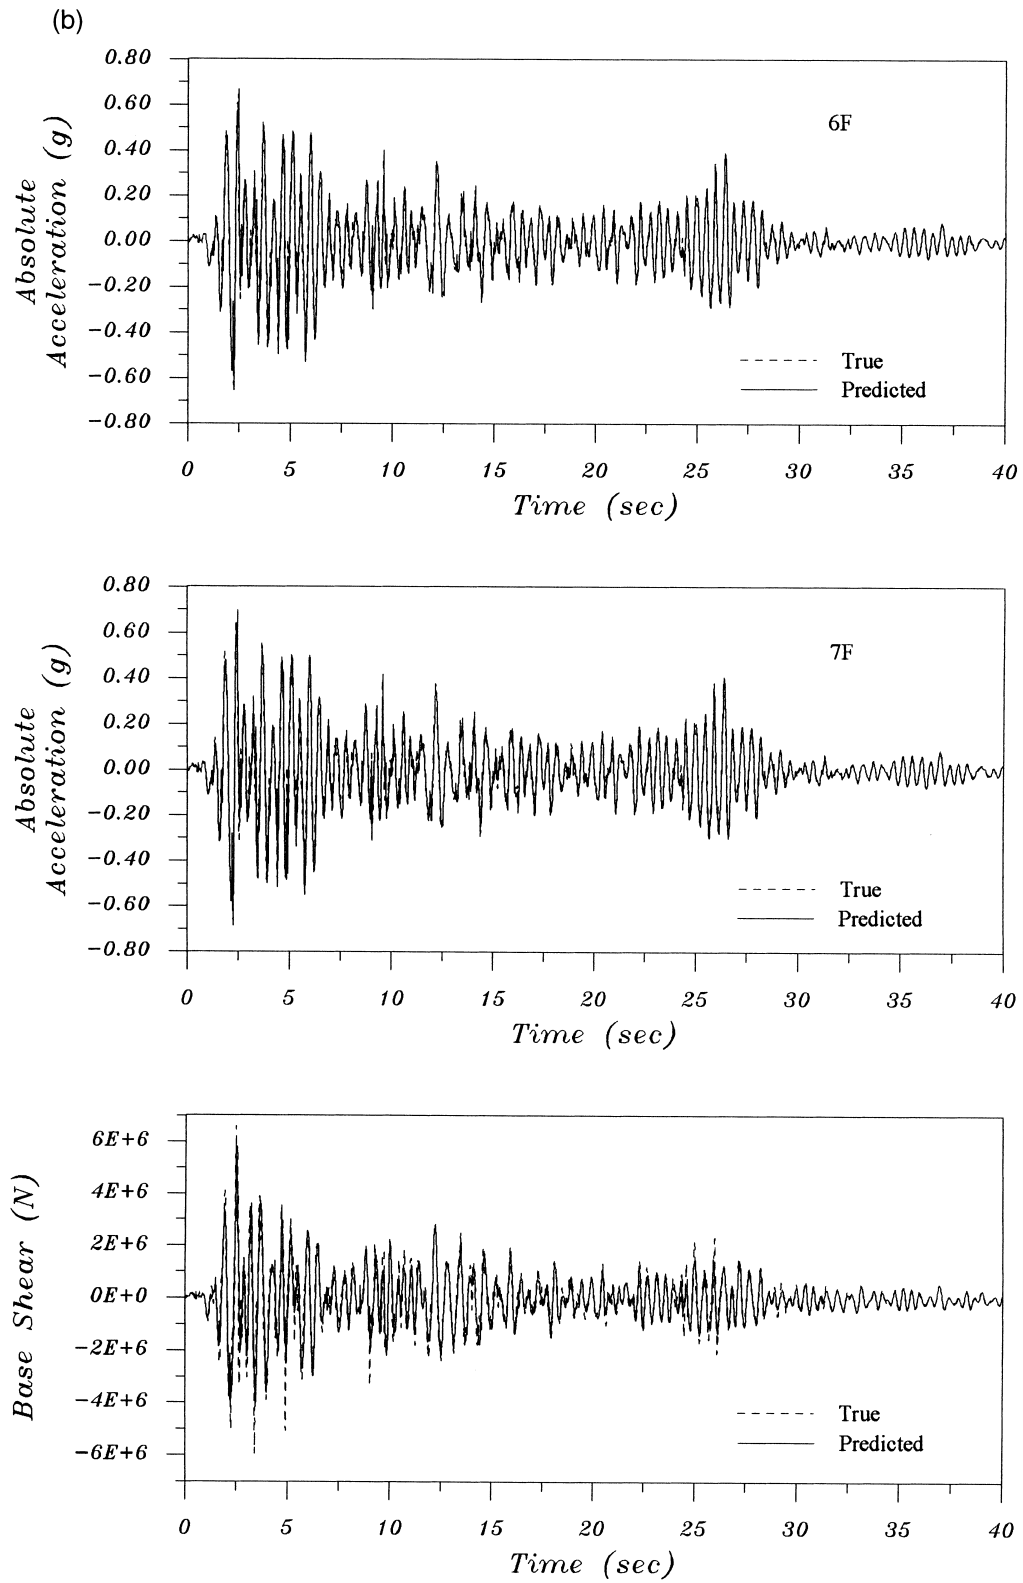 (b)
0.80
0.60
0.40
0.20
0.00
-0.20
-0.40
-0.60
-0.80
Absolute
Acceleration (g)
6F
True
Predicted
0 5 10 15 20 25 30 35 40
Time (sec)
0.80
0.60
0.40
0.20
0.00
-0.20
-0.40
-0.60
-0.80
Absolute
Acceleration (g)
7F
True
Predicted
0 5 10 15 20 25 30 35 40
Time (sec)
6E+6
4E+6
2E+6
0E+0
-2E+6
-4E+6
-6E+6
Base Shear (N)
True
Predicted
0 5 10 15 20 25 30 35 40
Time (sec)